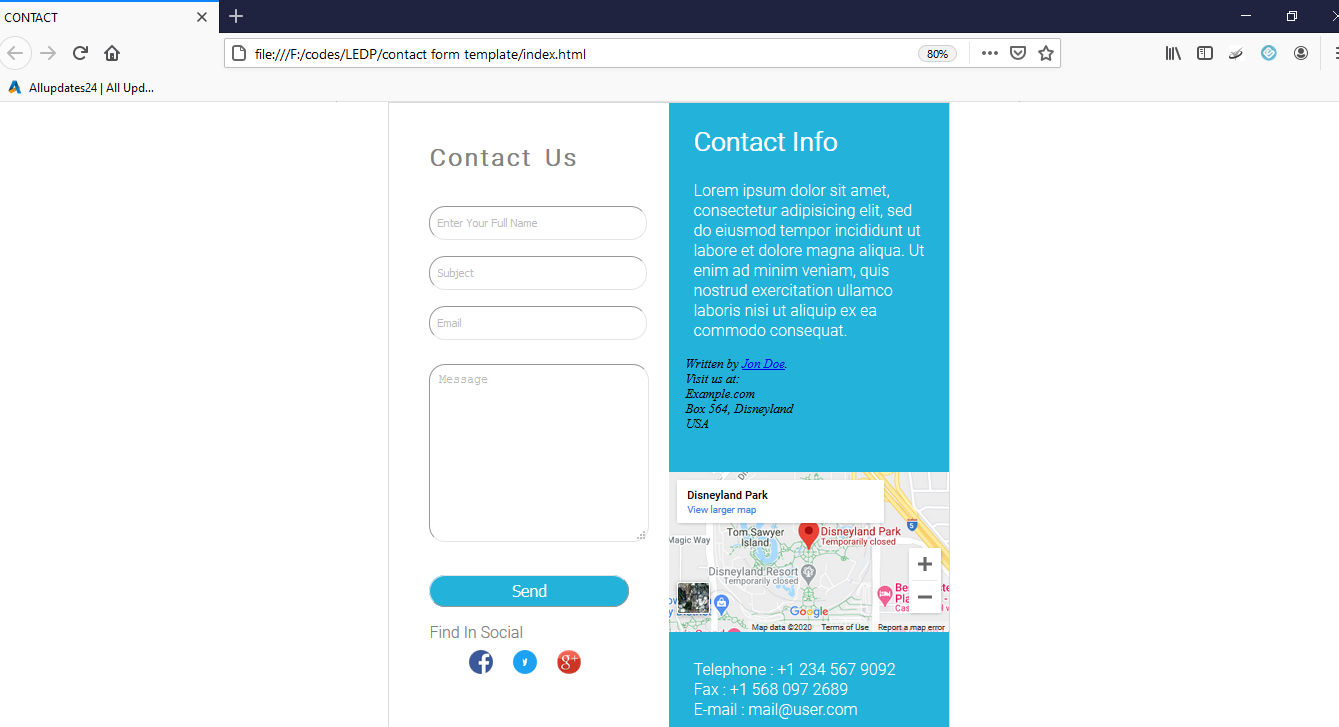 CONTACT
file:///F:/codes/LEDP/contact form template/index.html
80%
Allupdates24 | All Upd...
Contact Us
Enter Your Full Name
Subject
Email
Message
Send
Find In Social
Contact Info
Lorem ipsum dolor sit amet,
consectetur adipisicing elit, sed
do eiusmod tempor incididunt ut
labore et dolore magna aliqua. Ut
enim ad minim veniam, quis
nostrud exercitation ullamco
laboris nisi ut aliquip ex ea
commodo consequat.
Written by Jon Doe.
Visit us at:
Example.com
Box 564, Disneyland
USA
Disneyland Park
View larger map
Tom Sawyer
Island
Disneyland Park
Temporarily closed
Magic Way
5
Disneyland Resort
Temporarily closed
Google
Map data ©2020 Terms of Use Report a map error
Telephone : +1 234 567 9092
Fax : +1 568 097 2689
E-mail : mail@user.com